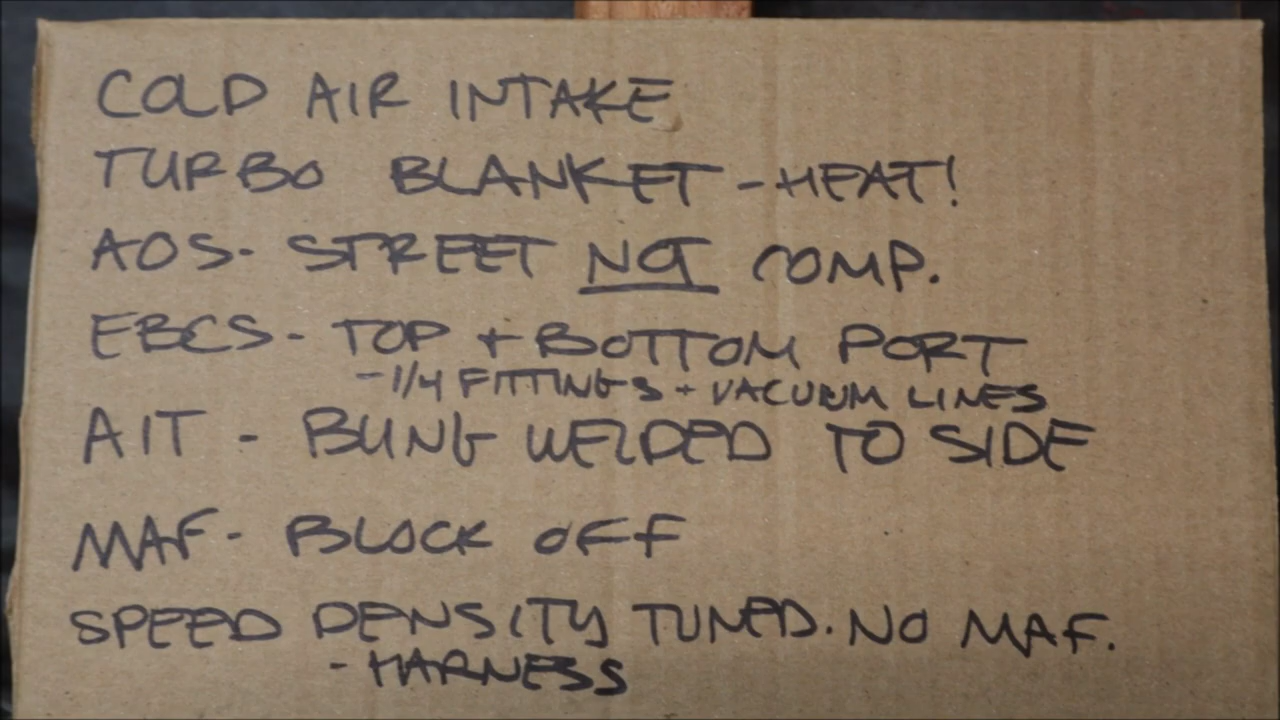 COLD AIR INTAKE
TURBO BLANKET - HEAT!
AOS - STREET NOT COMP.
EBCS - TOP + BOTTOM PORT
- 1/4 FITTINGS + VACUUM LINES
AIT - BUNG WELDED TO SIDE
MAF - BLOCK OFF
SPEED DENSITY TUNED. NO MAF.
- HARNESS